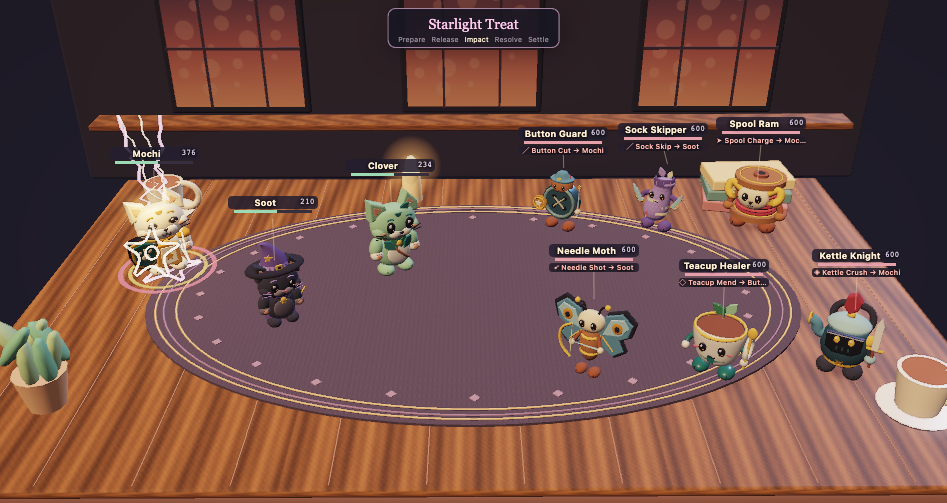 Starlight Treat
Prepare Release Impact Resolve Settle
Mochi 376
Soot 210
Clover 234
Button Guard 600
Button Cut → Mochi
Sock Skipper 600
Sock Skip → Soot
Spool Ram 600
Spool Charge → Moc...
Needle Moth 600
Needle Shot → Soot
Teacup Healer 600
Teacup Mend → But...
Kettle Knight 600
Kettle Crush → Mochi